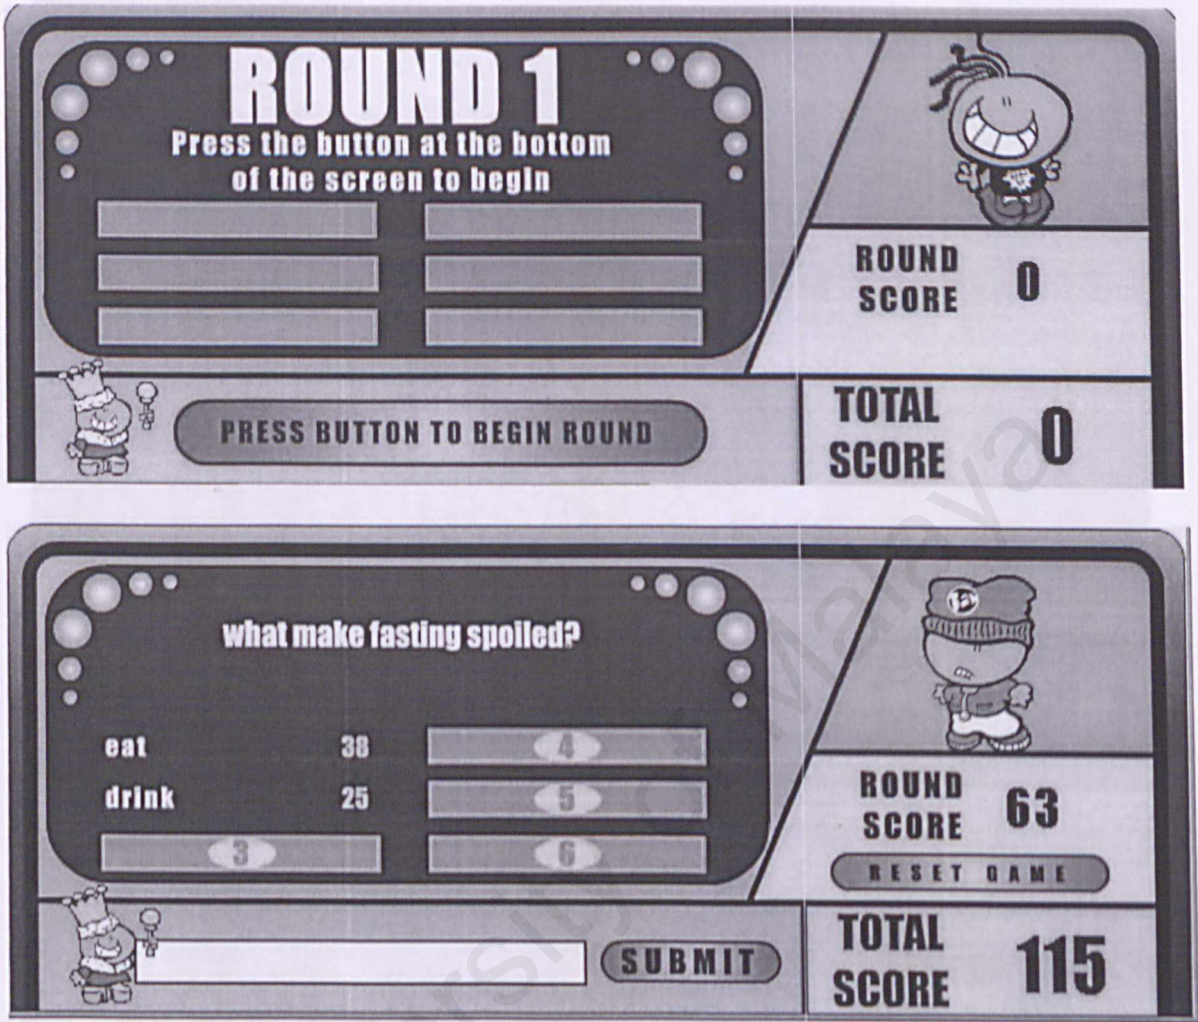 ROUND 1
Press the button at the bottom
of the screen to begin
ROUND
SCORE
0
PRESS BUTTON TO BEGIN ROUND
TOTAL
SCORE
0
what make fasting spoiled?
eat 38
drink 25
3
4
5
6
ROUND
SCORE
63
RESET GAME
SUBMIT
TOTAL
SCORE
115
Malaya